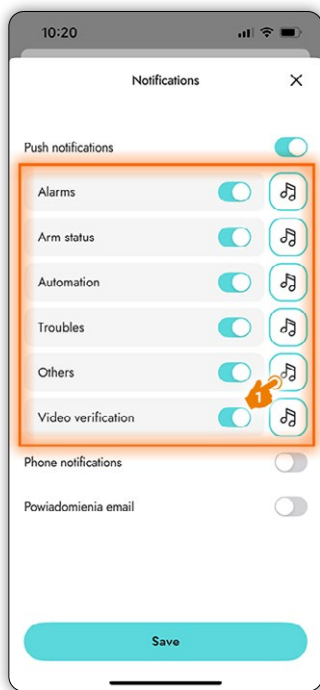 10:20
Notifications
Push notifications
Alarms
Arm status
Automation
Troubles
Others
1
Video verification
Phone notifications
Powiadomienia email
Save